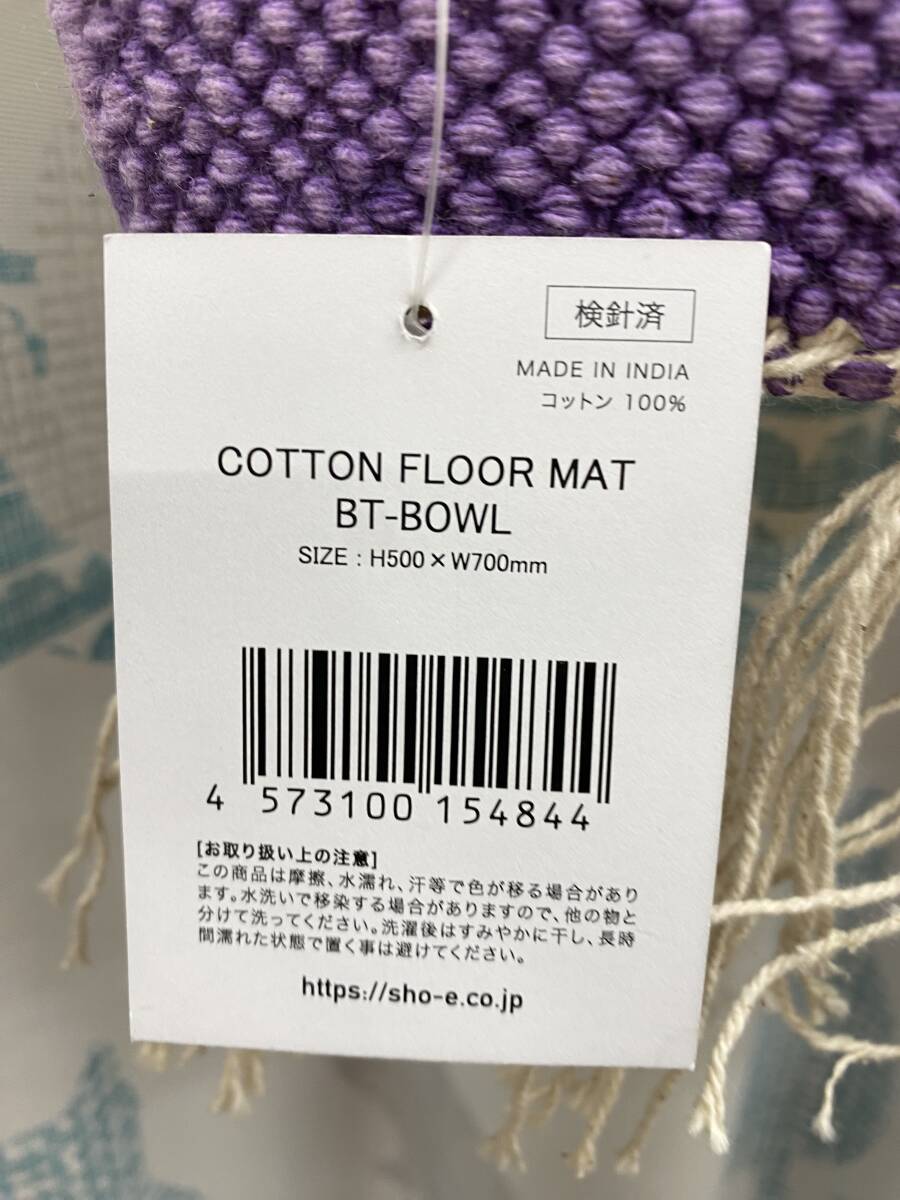 検針済
MADE IN INDIA
コットン 100%
COTTON FLOOR MAT
BT-BOWL
SIZE : H500×W700mm
4 573100 154844
[お取り扱い上の注意]
この商品は摩擦、水濡れ、汗等で色が移る場合があり
ます。水洗いで移染する場合がありますので、他の物と
分けて洗ってください。洗濯後はすみやかに干し、長時
間濡れた状態で置く事は避けてください。
https://sho-e.co.jp